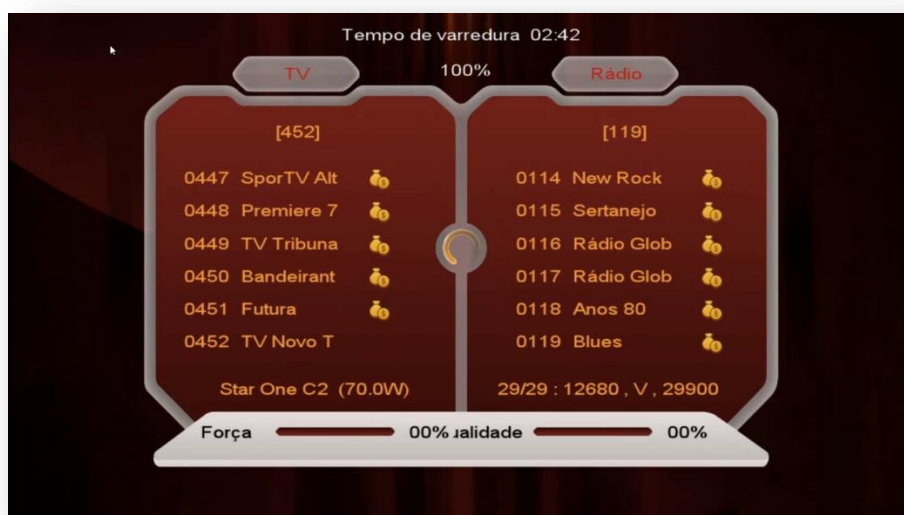 Tempo de varredura 02:42
TV
100%
Rádio
[452]
0447 SporTV Alt
0448 Premiere 7
0449 TV Tribuna
0450 Bandeirant
0451 Futura
0452 TV Novo T
Star One C2 (70.0W)
[119]
0114 New Rock
0115 Sertanejo
0116 Rádio Glob
0117 Rádio Glob
0118 Anos 80
0119 Blues
29/29 : 12680 , V , 29900
Força 00% ualidade 00%